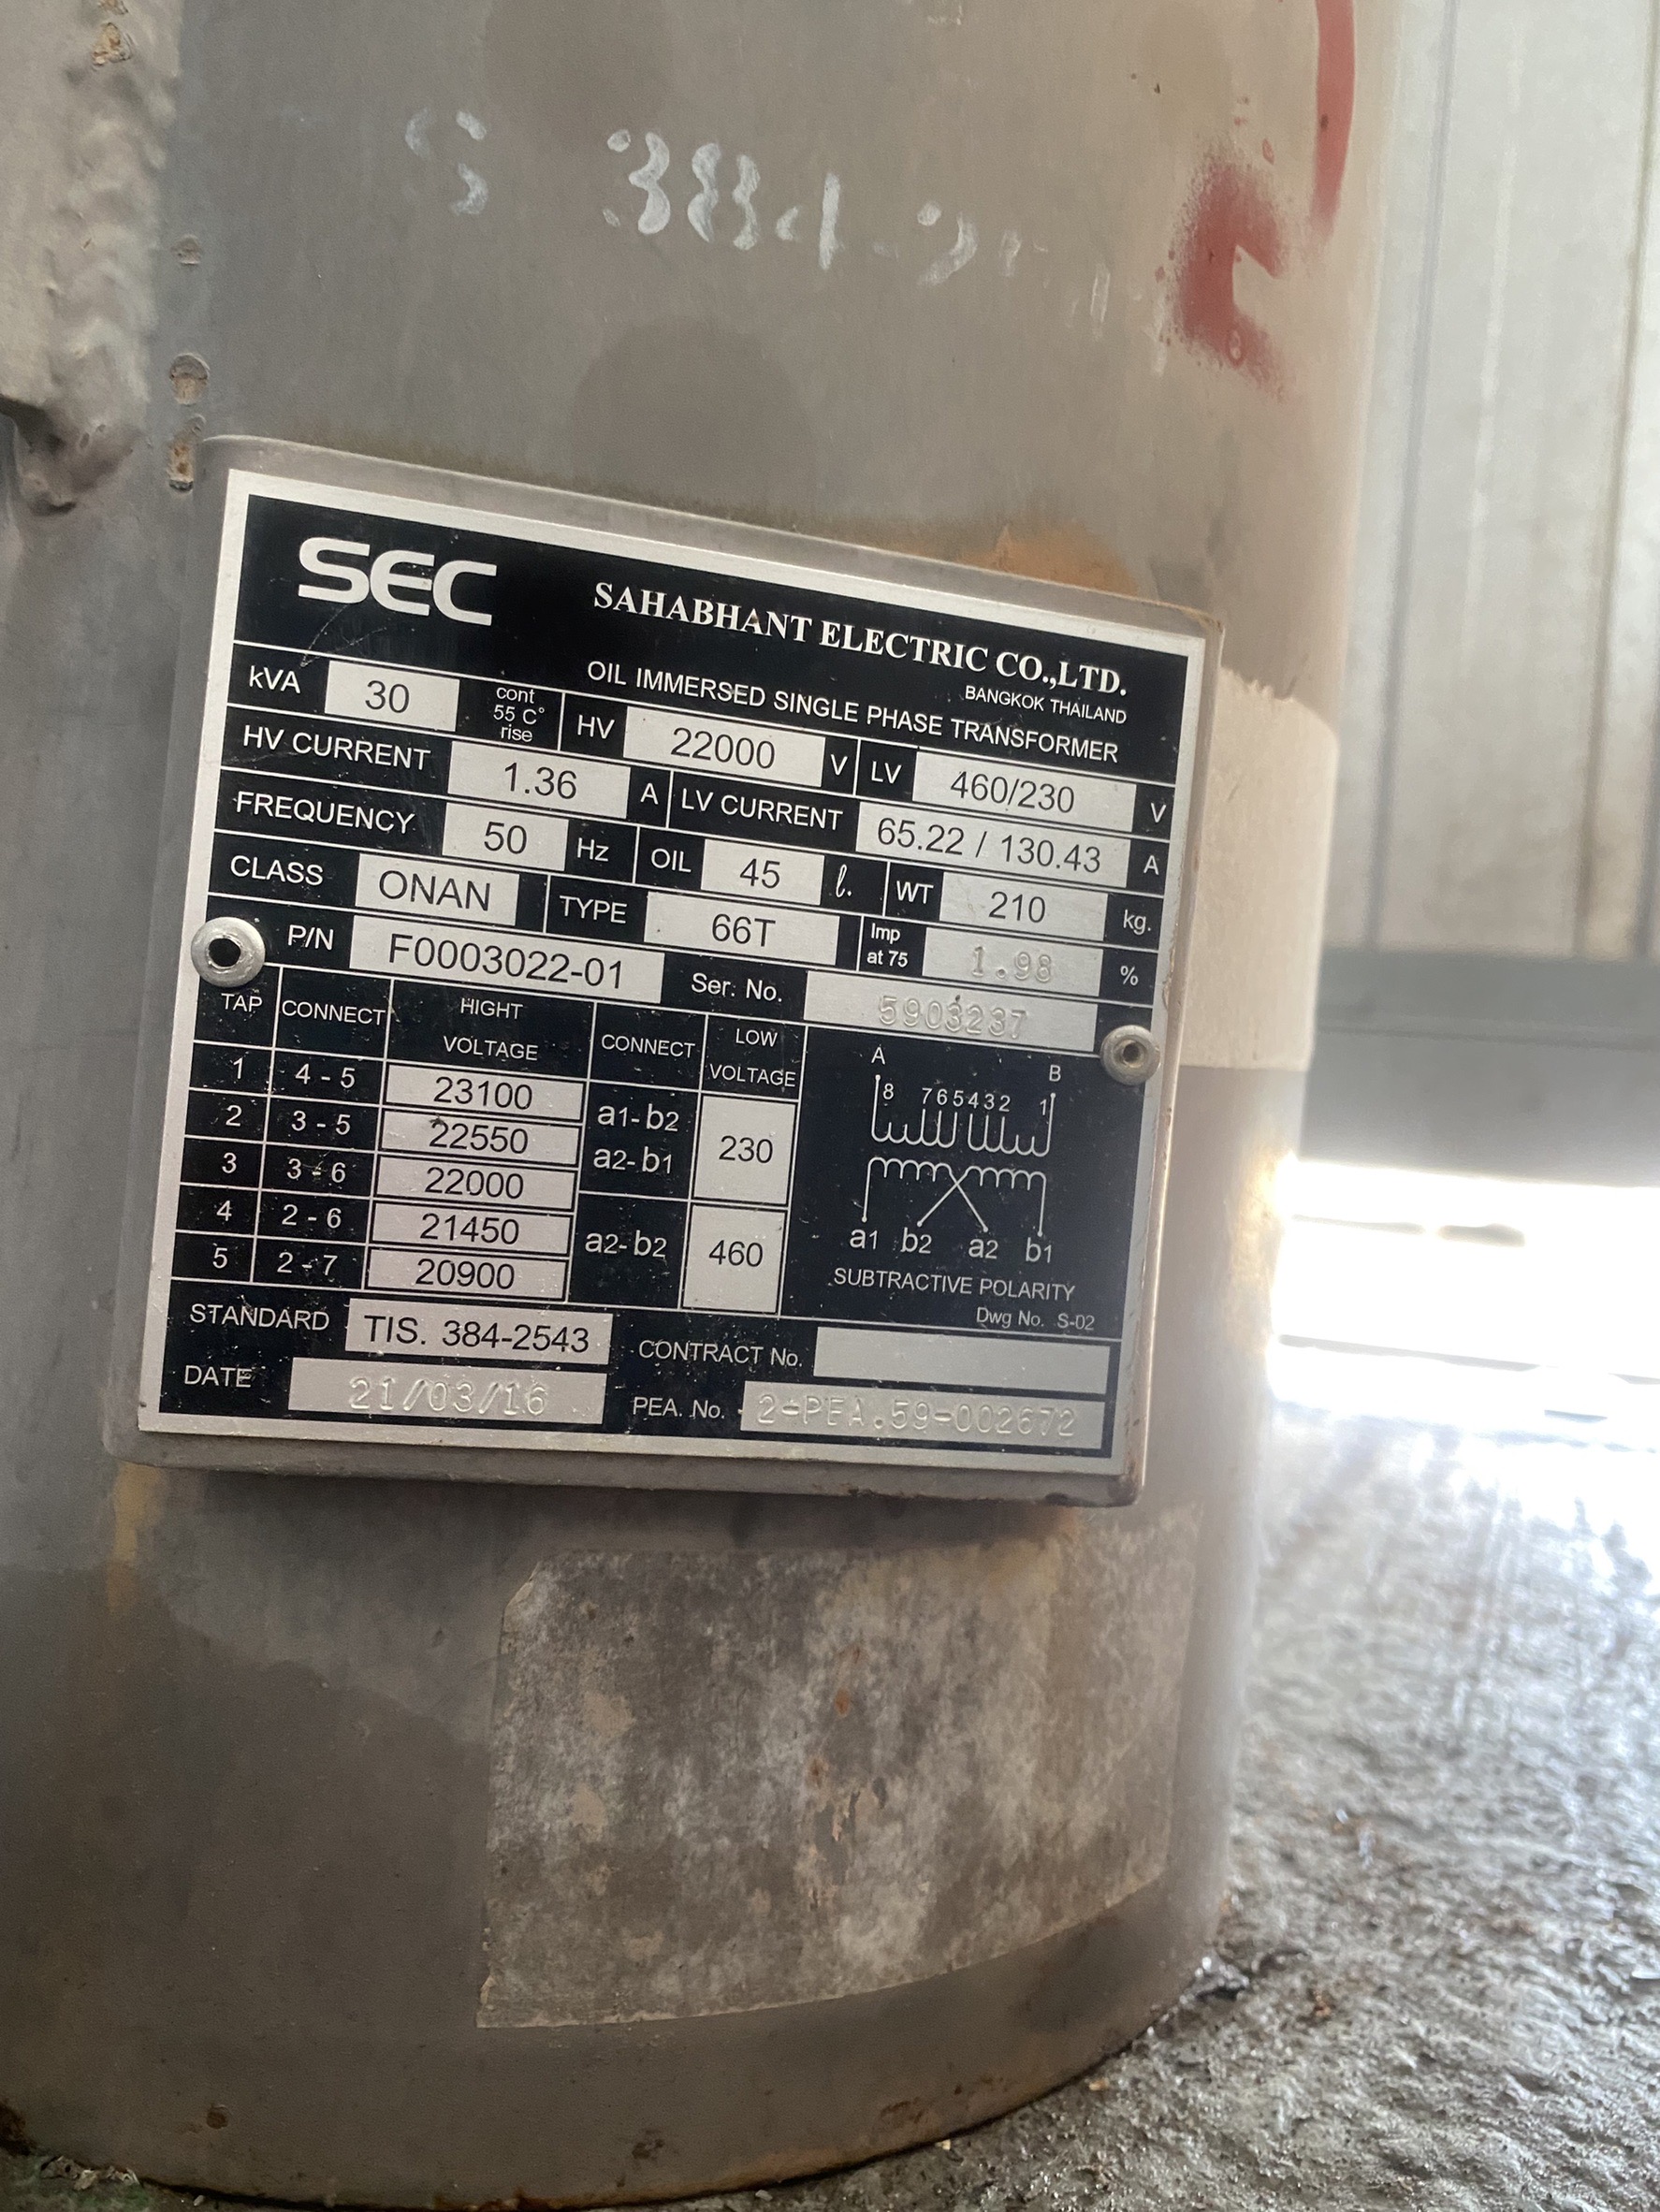 SEC
SAHABHANT ELECTRIC CO.,LTD.
BANGKOK THAILAND
OIL IMMERSED SINGLE PHASE TRANSFORMER
kVA 30 cont 55 C° rise HV 22000 V LV 460/230 V
HV CURRENT 1.36 A LV CURRENT 65.22 / 130.43 A
FREQUENCY 50 Hz OIL 45 ℓ. WT 210 kg.
CLASS ONAN TYPE 66T Imp at 75 1.98 %
P/N F0003022-01 Ser. No. 5903237
TAP CONNECT HIGHT VOLTAGE CONNECT LOW VOLTAGE
1 4 - 5 23100
2 3 - 5 22550
3 3 - 6 22000
4 2 - 6 21450
5 2 - 7 20900
a1- b2
a2- b1
230
a2- b2
460
A B
8 7 6 5 4 3 2 1
a1 b2 a2 b1
SUBTRACTIVE POLARITY
Dwg No. S-02
STANDARD TIS. 384-2543 CONTRACT No.
DATE 21/03/16 PEA. No. 2-PEA.59-002672